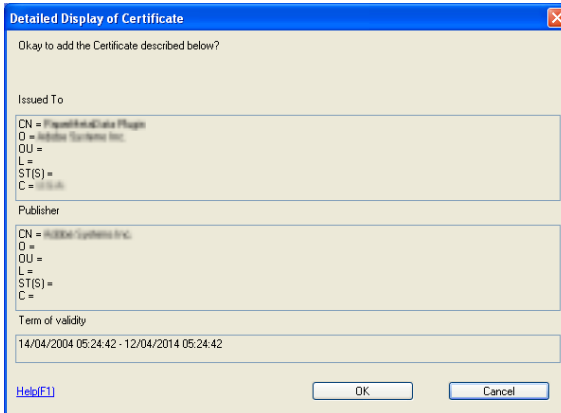 Detailed Display of Certificate
Okay to add the Certificate described below?
Issued To
CN =
O =
OU =
L =
ST(S) =
C =
Publisher
CN =
O =
OU =
L =
ST(S) =
C =
Term of validity
14/04/2004 05:24:42 - 12/04/2014 05:24:42
Help(F1)
OK
Cancel